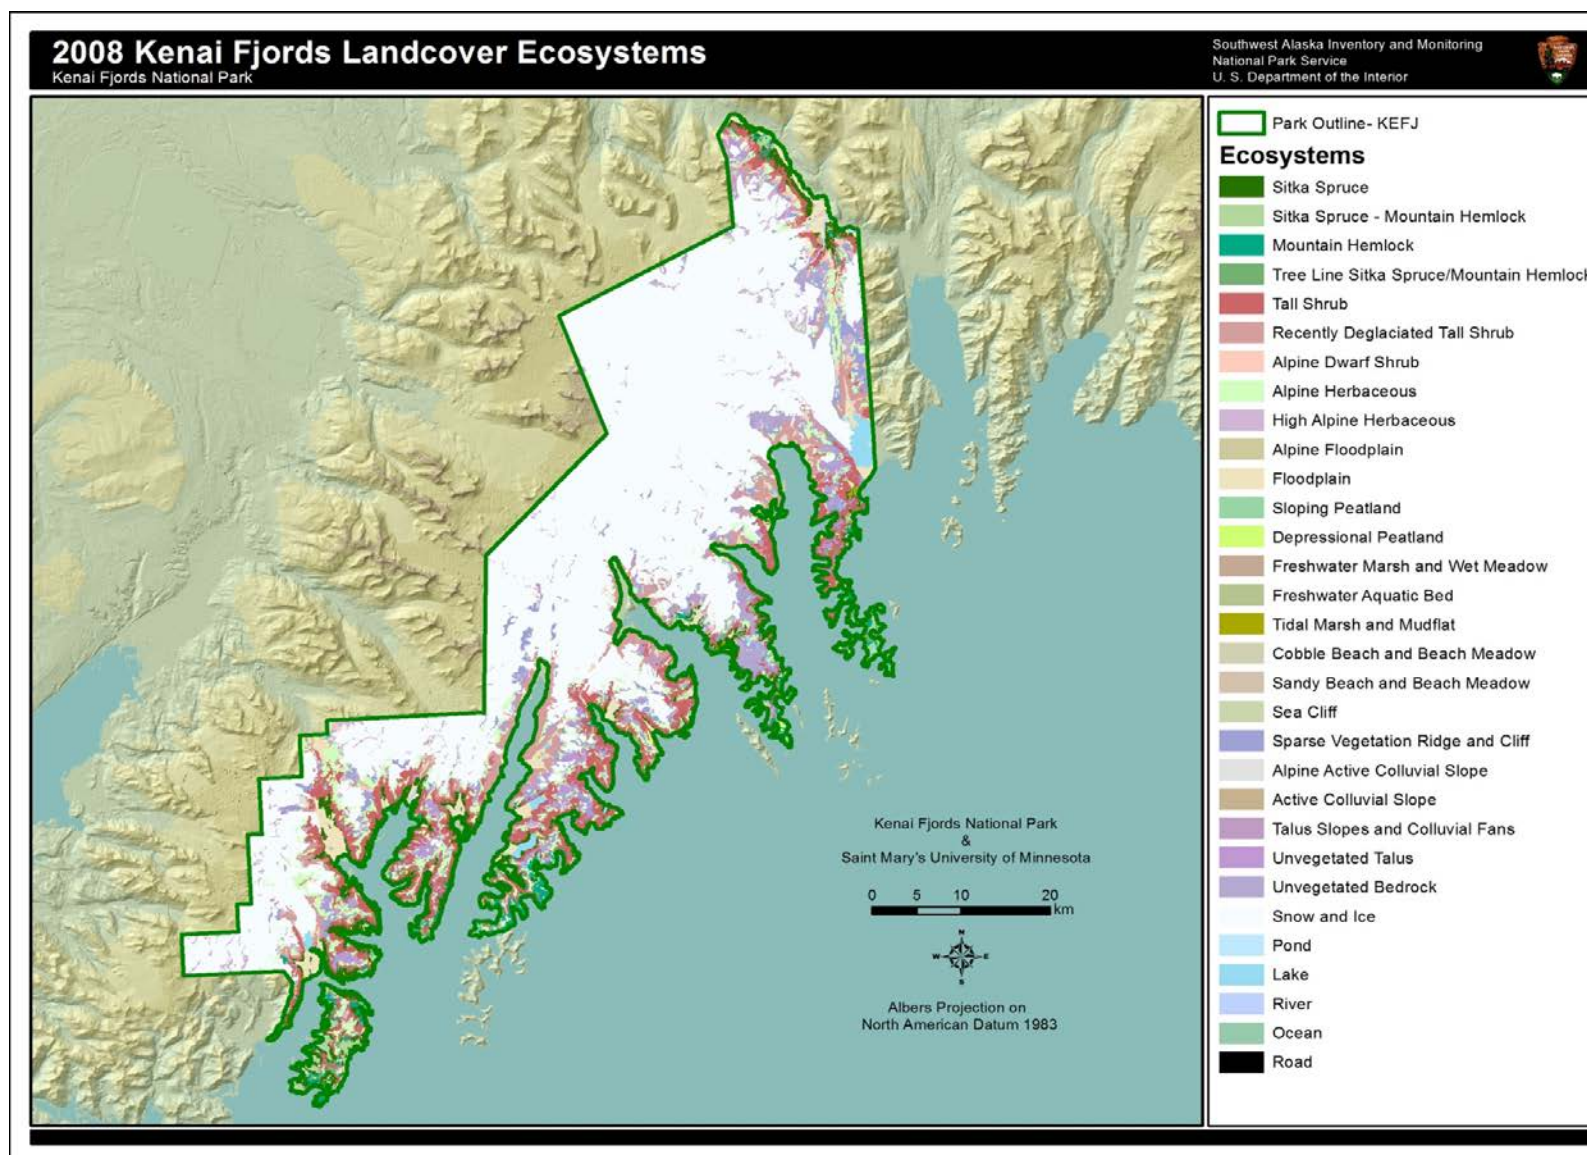 2008 Kenai Fjords Landcover Ecosystems
Kenai Fjords National Park
Southwest Alaska Inventory and Monitoring
National Park Service
U. S. Department of the Interior
Park Outline- KEFJ
Ecosystems
Sitka Spruce
Sitka Spruce - Mountain Hemlock
Mountain Hemlock
Tree Line Sitka Spruce/Mountain Hemlock
Tall Shrub
Recently Deglaciated Tall Shrub
Alpine Dwarf Shrub
Alpine Herbaceous
High Alpine Herbaceous
Alpine Floodplain
Floodplain
Sloping Peatland
Depressional Peatland
Freshwater Marsh and Wet Meadow
Freshwater Aquatic Bed
Tidal Marsh and Mudflat
Cobble Beach and Beach Meadow
Sandy Beach and Beach Meadow
Sea Cliff
Sparse Vegetation Ridge and Cliff
Alpine Active Colluvial Slope
Active Colluvial Slope
Talus Slopes and Colluvial Fans
Unvegetated Talus
Unvegetated Bedrock
Snow and Ice
Pond
Lake
River
Ocean
Road
Kenai Fjords National Park
&
Saint Mary's University of Minnesota
0 5 10 20
km
N
W E
S
Albers Projection on
North American Datum 1983